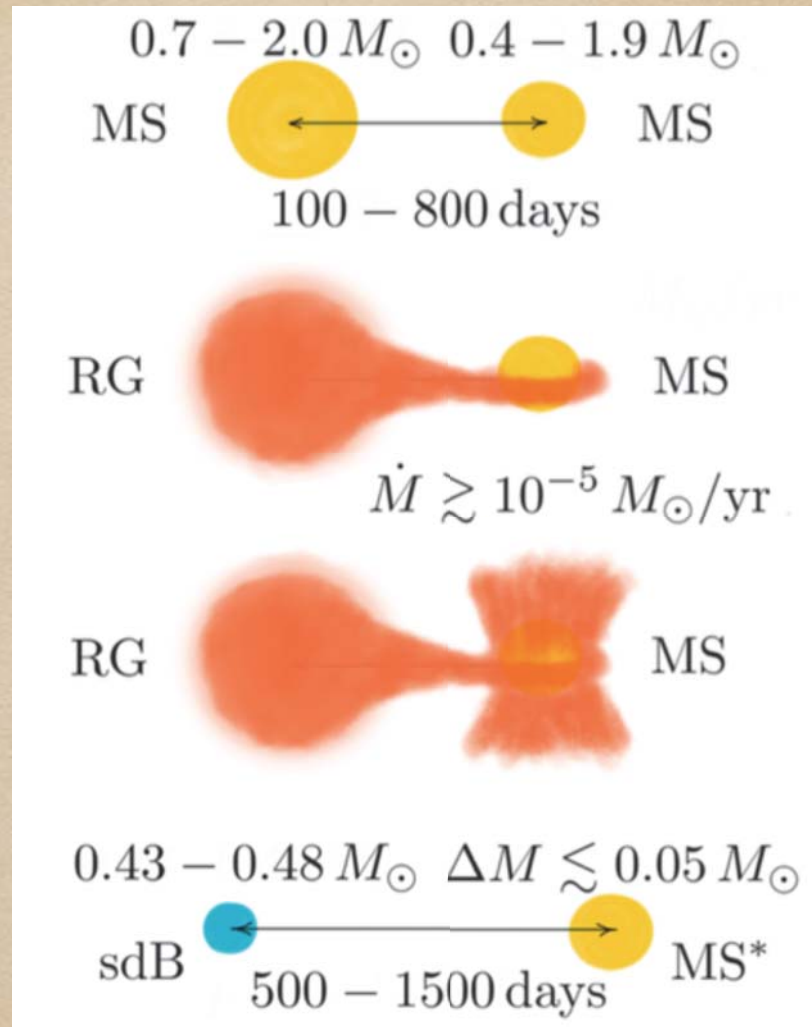 0.7 − 2.0 M⊙ 0.4 − 1.9 M⊙
MS MS
100 − 800 days
RG MS
Ṁ ≳ 10⁻⁵ M⊙/yr
RG MS
0.43 − 0.48 M⊙ ΔM ≲ 0.05 M⊙
sdB MS*
500 − 1500 days